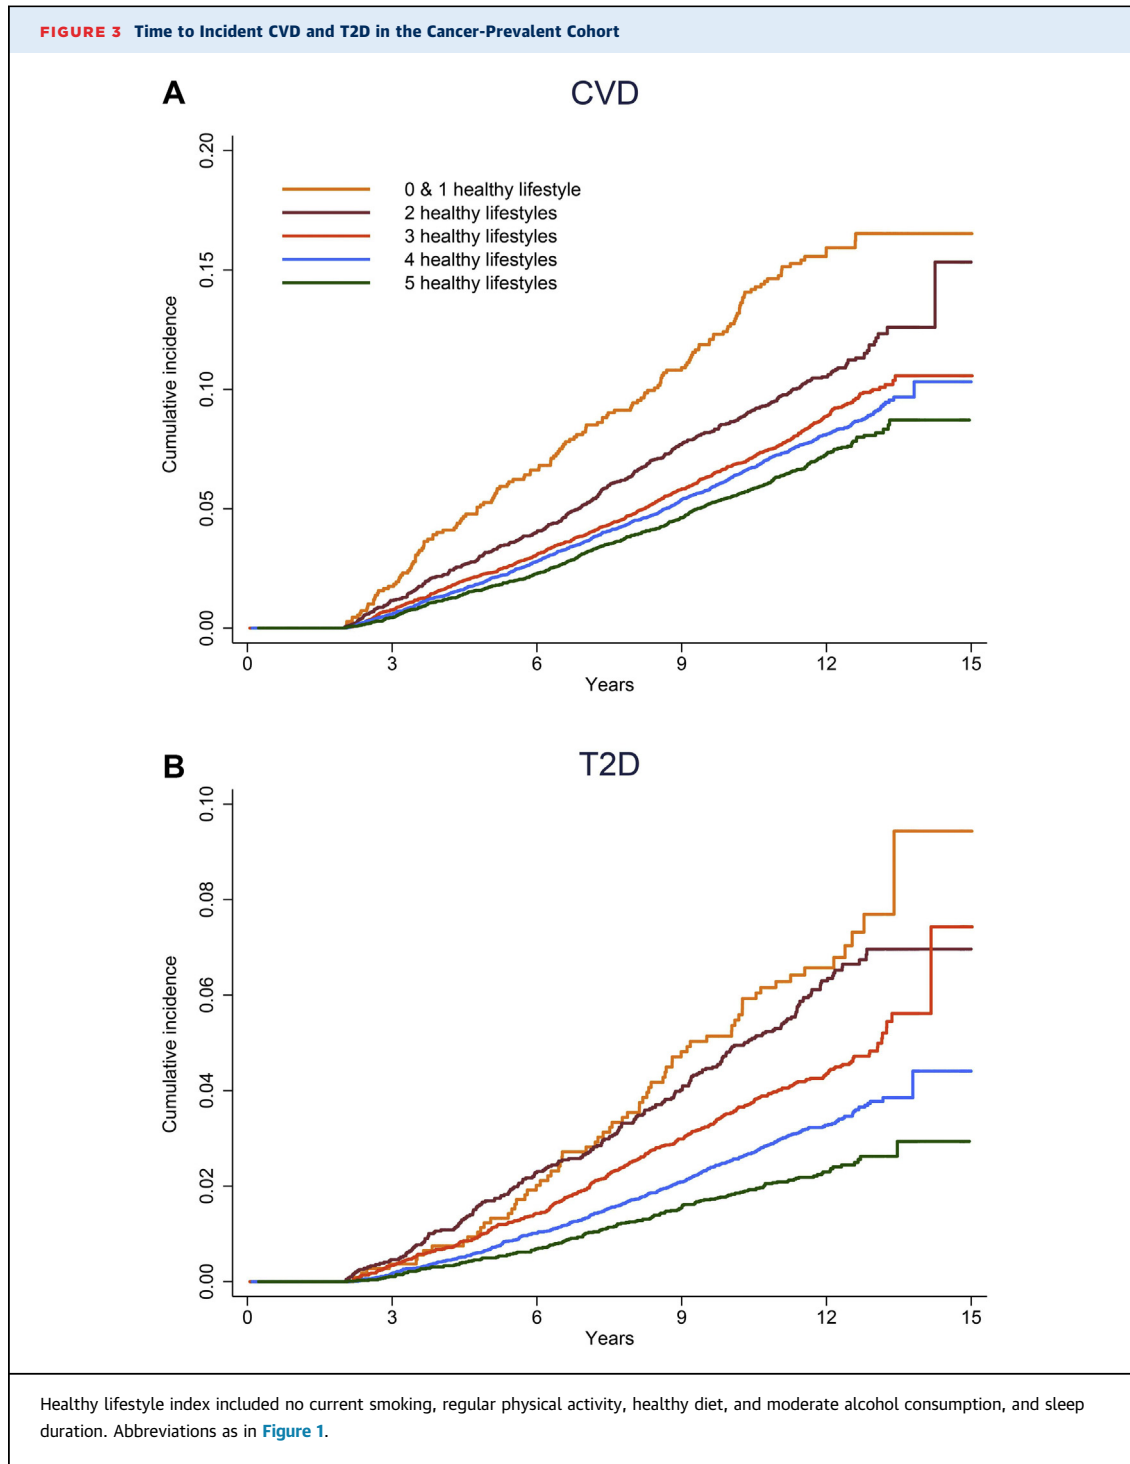 FIGURE 3 Time to Incident CVD and T2D in the Cancer-Prevalent Cohort
A
CVD
0.20
0.15
0.10
0.05
0.00
Cumulative incidence
0 & 1 healthy lifestyle
2 healthy lifestyles
3 healthy lifestyles
4 healthy lifestyles
5 healthy lifestyles
0 3 6 9 12 15
Years
B
T2D
0.10
0.08
0.06
0.04
0.02
0.00
Cumulative incidence
0 3 6 9 12 15
Years
Healthy lifestyle index included no current smoking, regular physical activity, healthy diet, and moderate alcohol consumption, and sleep
duration. Abbreviations as in Figure 1.